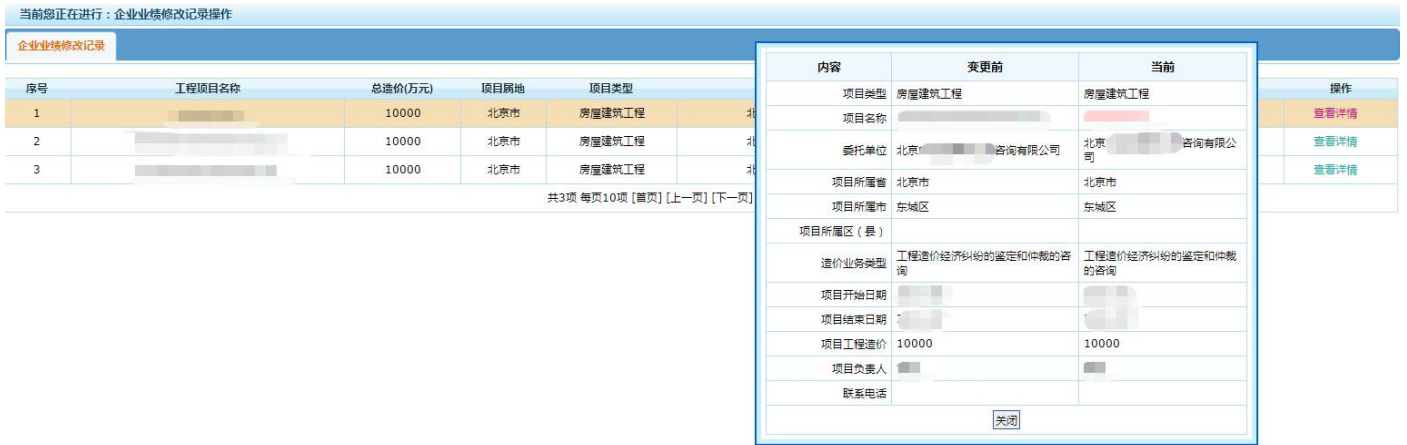 当前您正在进行：企业业绩修改记录操作
企业业绩修改记录
序号 工程项目名称 总造价(万元) 项目属地 项目类型 操作
1 10000 北京市 房屋建筑工程 查看详情
2 10000 北京市 房屋建筑工程 查看详情
3 10000 北京市 房屋建筑工程 查看详情
共3项 每页10项 [首页] [上一页] [下一页]
内容 变更前 当前
项目类型 房屋建筑工程 房屋建筑工程
项目名称
委托单位 北京 咨询有限公司 北京 咨询有限公
司
项目所属省 北京市 北京市
项目所属市 东城区 东城区
项目所属区（县）
造价业务类型 工程造价经济纠纷的鉴定和仲裁的咨 工程造价经济纠纷的鉴定和仲裁
询 的咨询
项目开始日期
项目结束日期
项目工程造价 10000 10000
项目负责人
联系电话
关闭